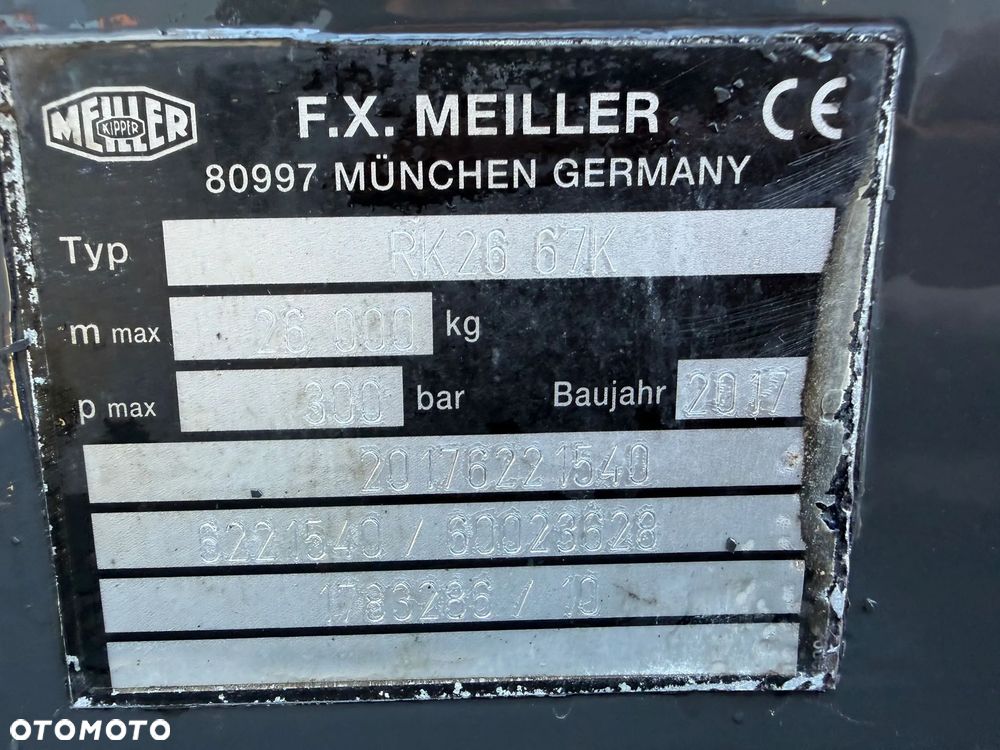 MEILLER KIPPER
F.X. MEILLER CE
80997 MÜNCHEN GERMANY
Typ RK26 67K
m max 26 000 kg
p max 300 bar Baujahr 2017
20176221540
6221540 / 60023628
1783286 / 10
OTOMOTO